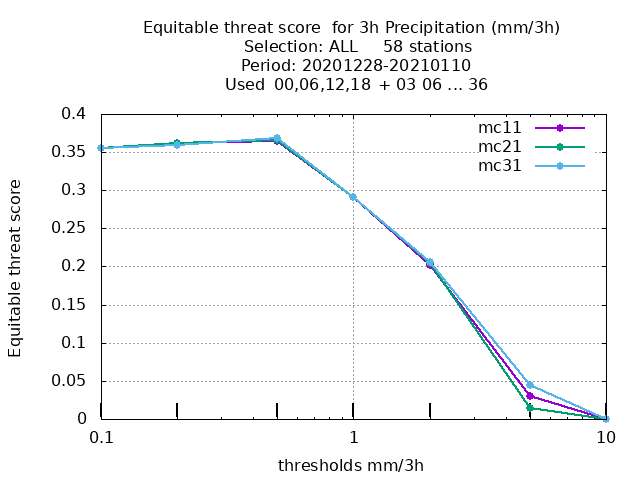 Equitable threat score  for 3h Precipitation (mm/3h)
Selection: ALL     58 stations
Period: 20201228-20210110
Used  00,06,12,18  + 03 06 ... 36
mc11
mc21
mc31
0.4
0.35
0.3
0.25
0.2
0.15
0.1
0.05
0
Equitable threat score
0.1
1
10
thresholds mm/3h